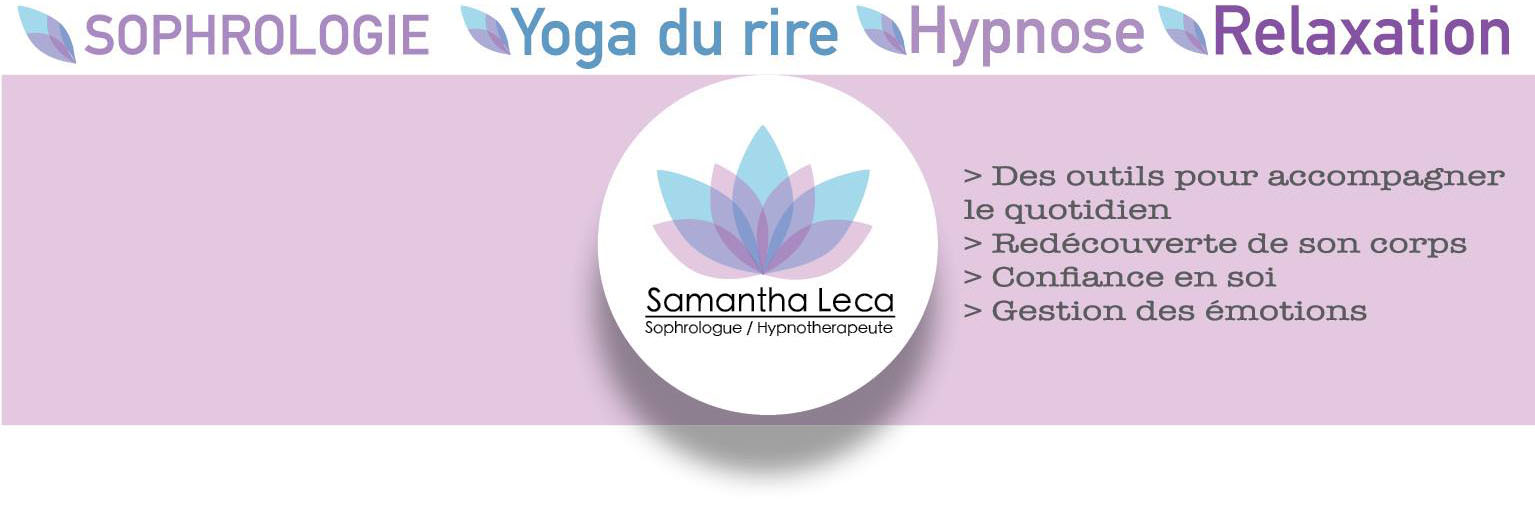 SOPHROLOGIE Yoga du rire Hypnose Relaxation
Samantha Leca
Sophrologue / Hypnotherapeute
> Des outils pour accompagner
le quotidien
> Redécouverte de son corps
> Confiance en soi
> Gestion des émotions